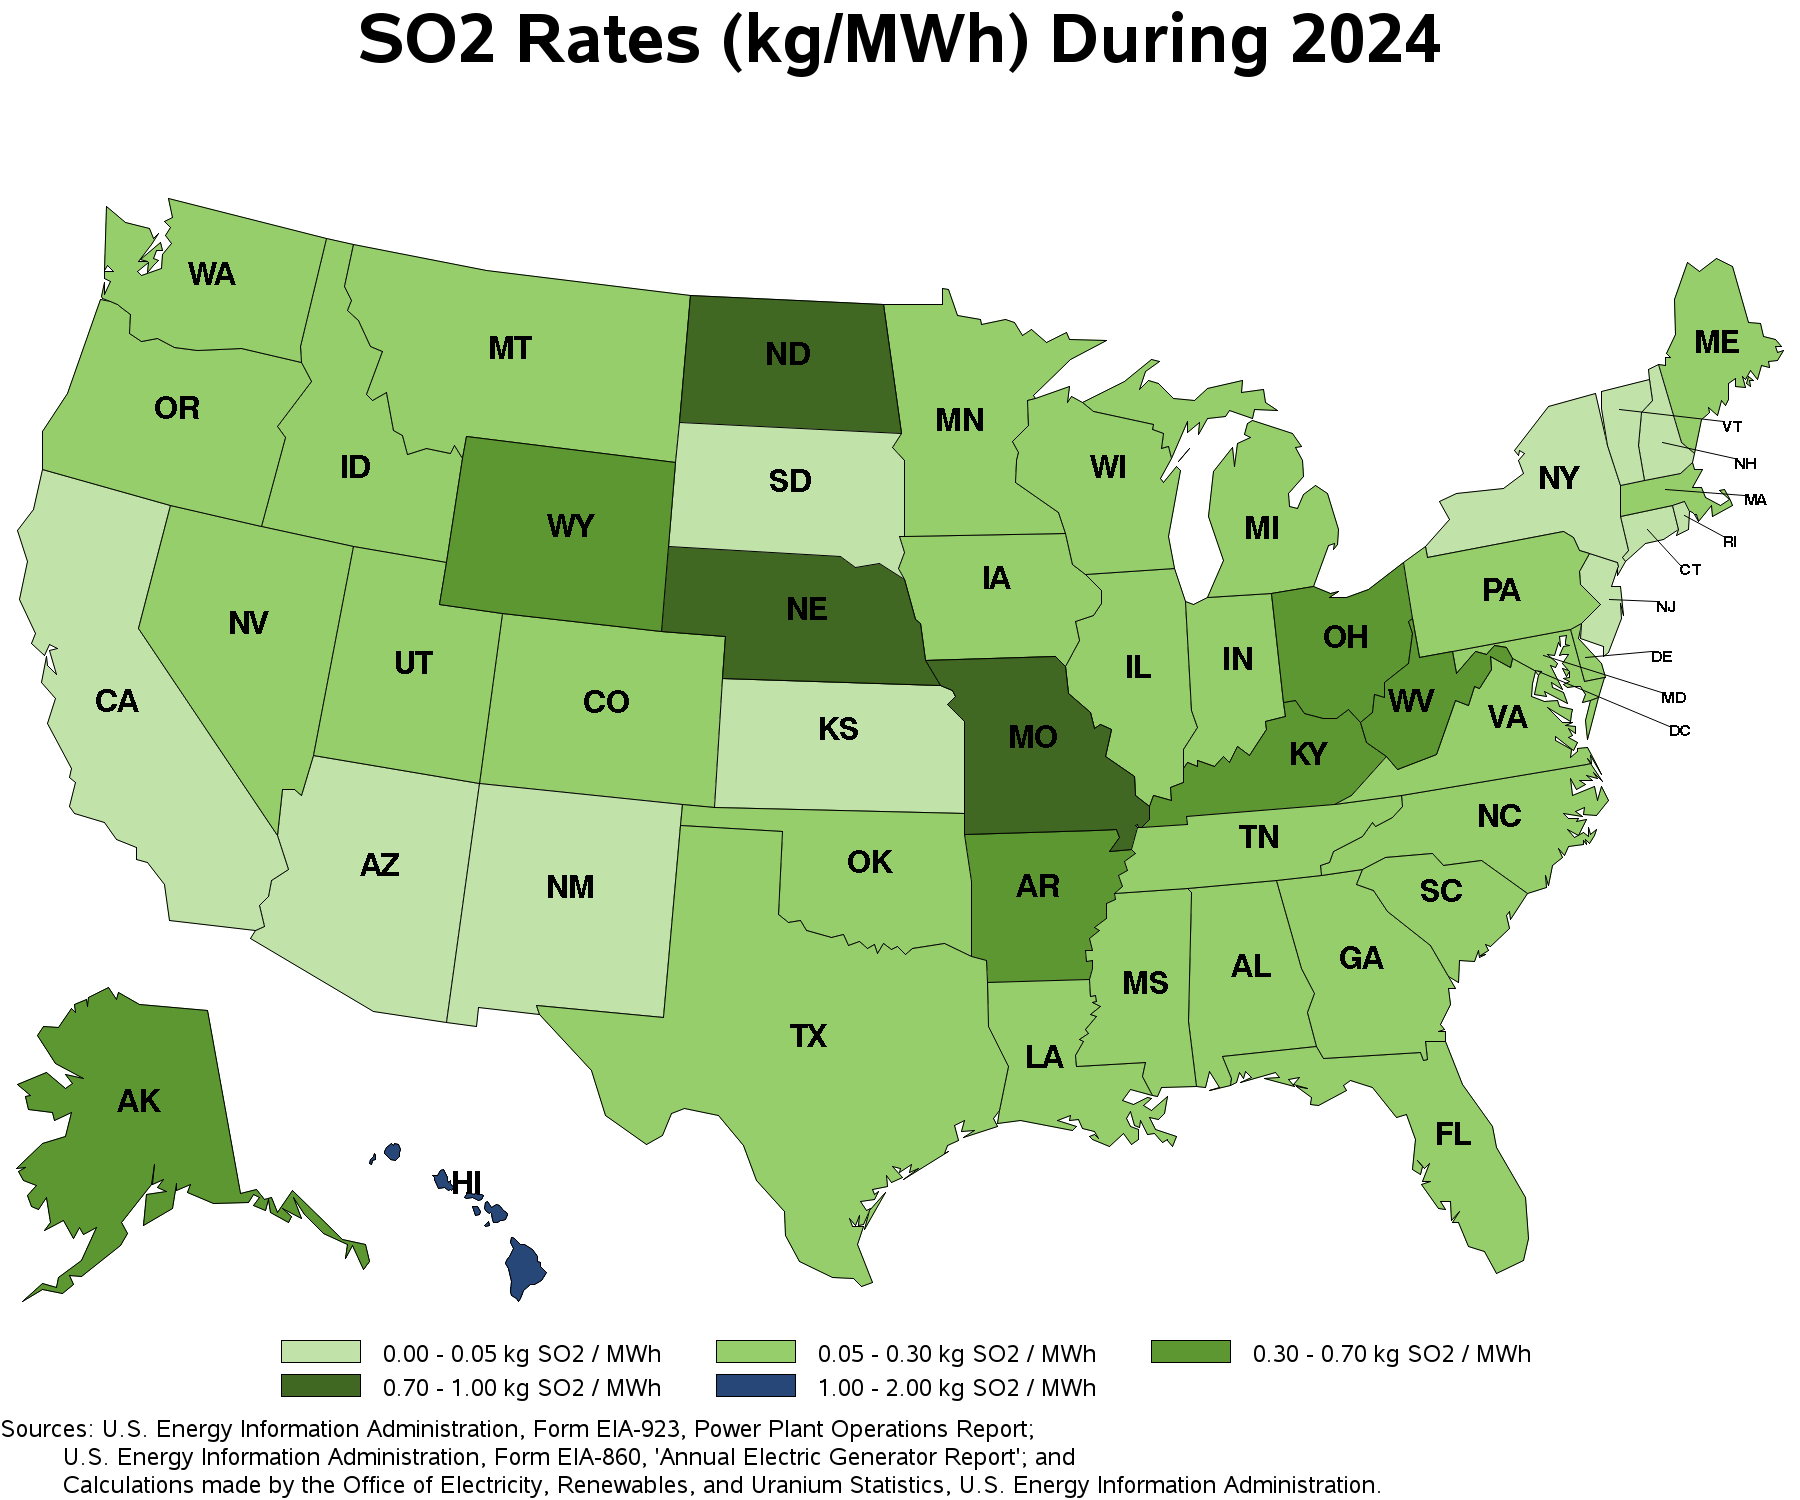 SO2 Rates (kg/MWh) During 2024
WA
MT
ND
ME
OR
MN
VT
ID
SD
WI
NY
NH
MA
WY
MI
RI
IA
CT
NE
PA
NJ
NV
OH
UT
IL
IN
DE
CA
CO
KS
WV
MD
MO
VA
DC
KY
NC
TN
AZ
NM
OK
AR
SC
MS
AL
GA
TX
LA
AK
FL
HI
0.00 - 0.05 kg SO2 / MWh
0.05 - 0.30 kg SO2 / MWh
0.30 - 0.70 kg SO2 / MWh
0.70 - 1.00 kg SO2 / MWh
1.00 - 2.00 kg SO2 / MWh
Sources: U.S. Energy Information Administration, Form EIA-923, Power Plant Operations Report;
U.S. Energy Information Administration, Form EIA-860, 'Annual Electric Generator Report'; and
Calculations made by the Office of Electricity, Renewables, and Uranium Statistics, U.S. Energy Information Administration.